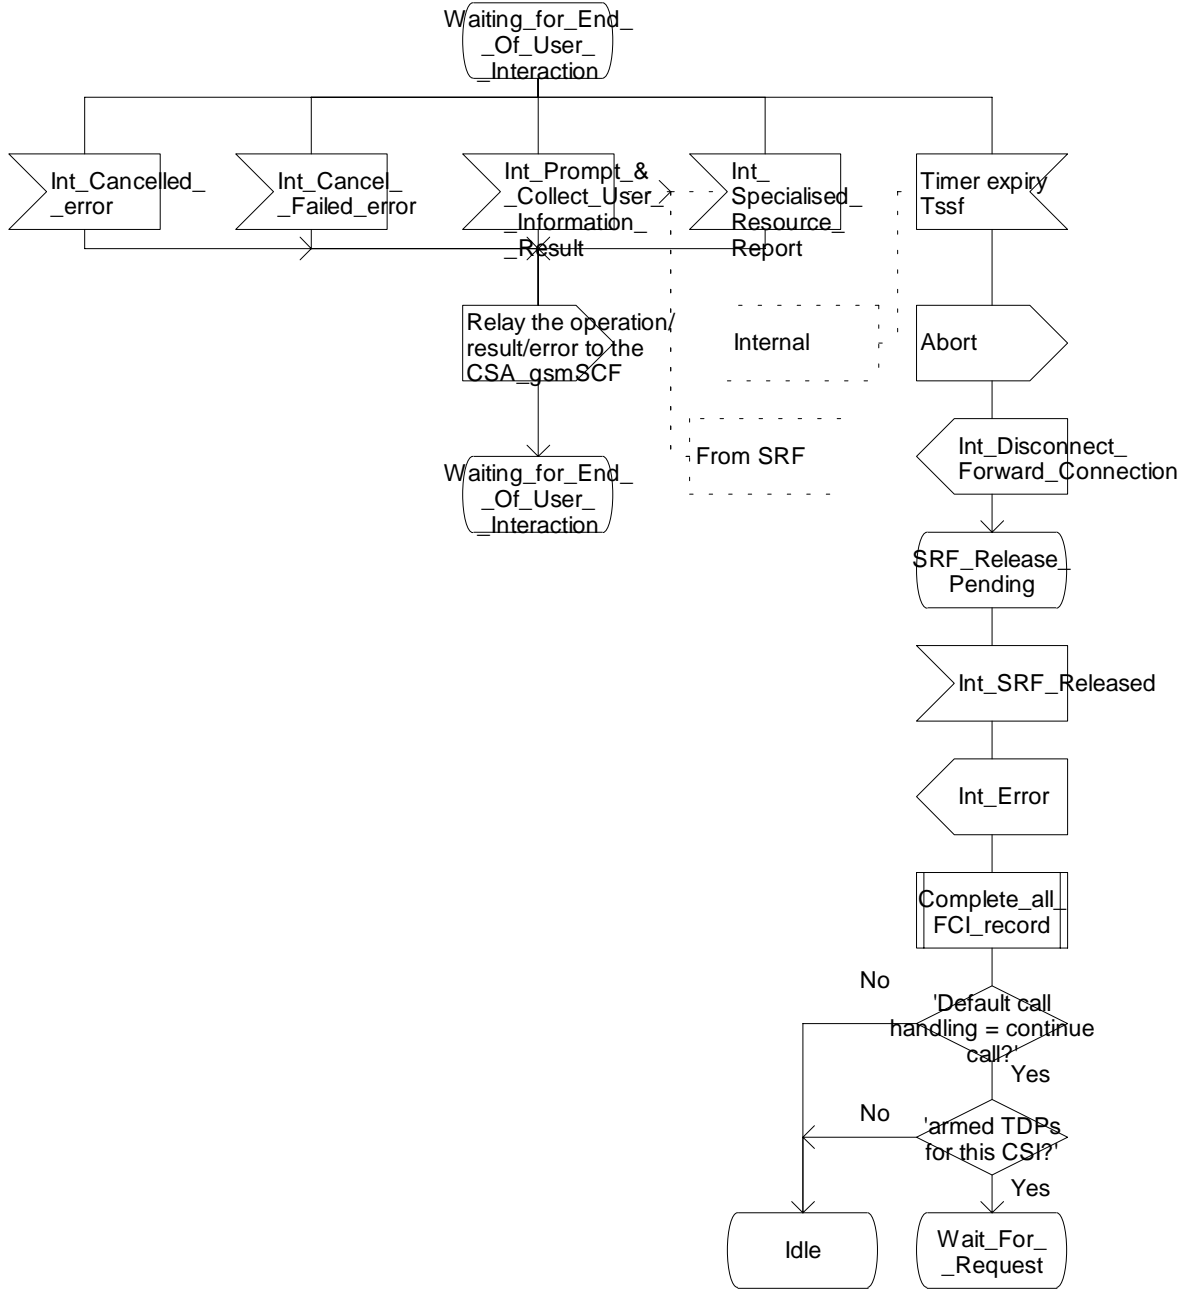 Waiting_for_End_
_Of_User_
_Interaction
Int_Cancelled_
_error
Int_Cancel_
_Failed_error
Int_Prompt_&
_Collect_User_
_Information_
_Result
Int_
Specialised_
_Resource_
_Report
Timer expiry
Tssf
Relay the operation/
result/error to the
CSA_gsmSCF
Internal
Abort
Waiting_for_End_
_Of_User_
_Interaction
From SRF
Int_Disconnect_
Forward_Connection
SRF_Release_
Pending
Int_SRF_Released
Int_Error
Complete_all_
FCI_record
No
'Default call
handling = continue
call?'
Yes
No
'armed TDPs
for this CSI?'
Yes
Idle
Wait_For_
_Request